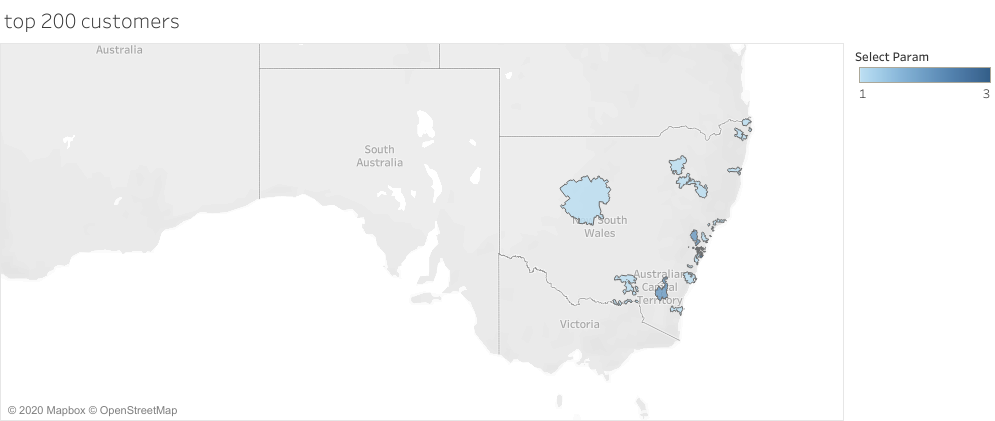 top 200 customers
Australia
Select Param
1
3
South
Australia
South
Wales
Australian
Capital
Territory
Victoria
© 2020 Mapbox © OpenStreetMap